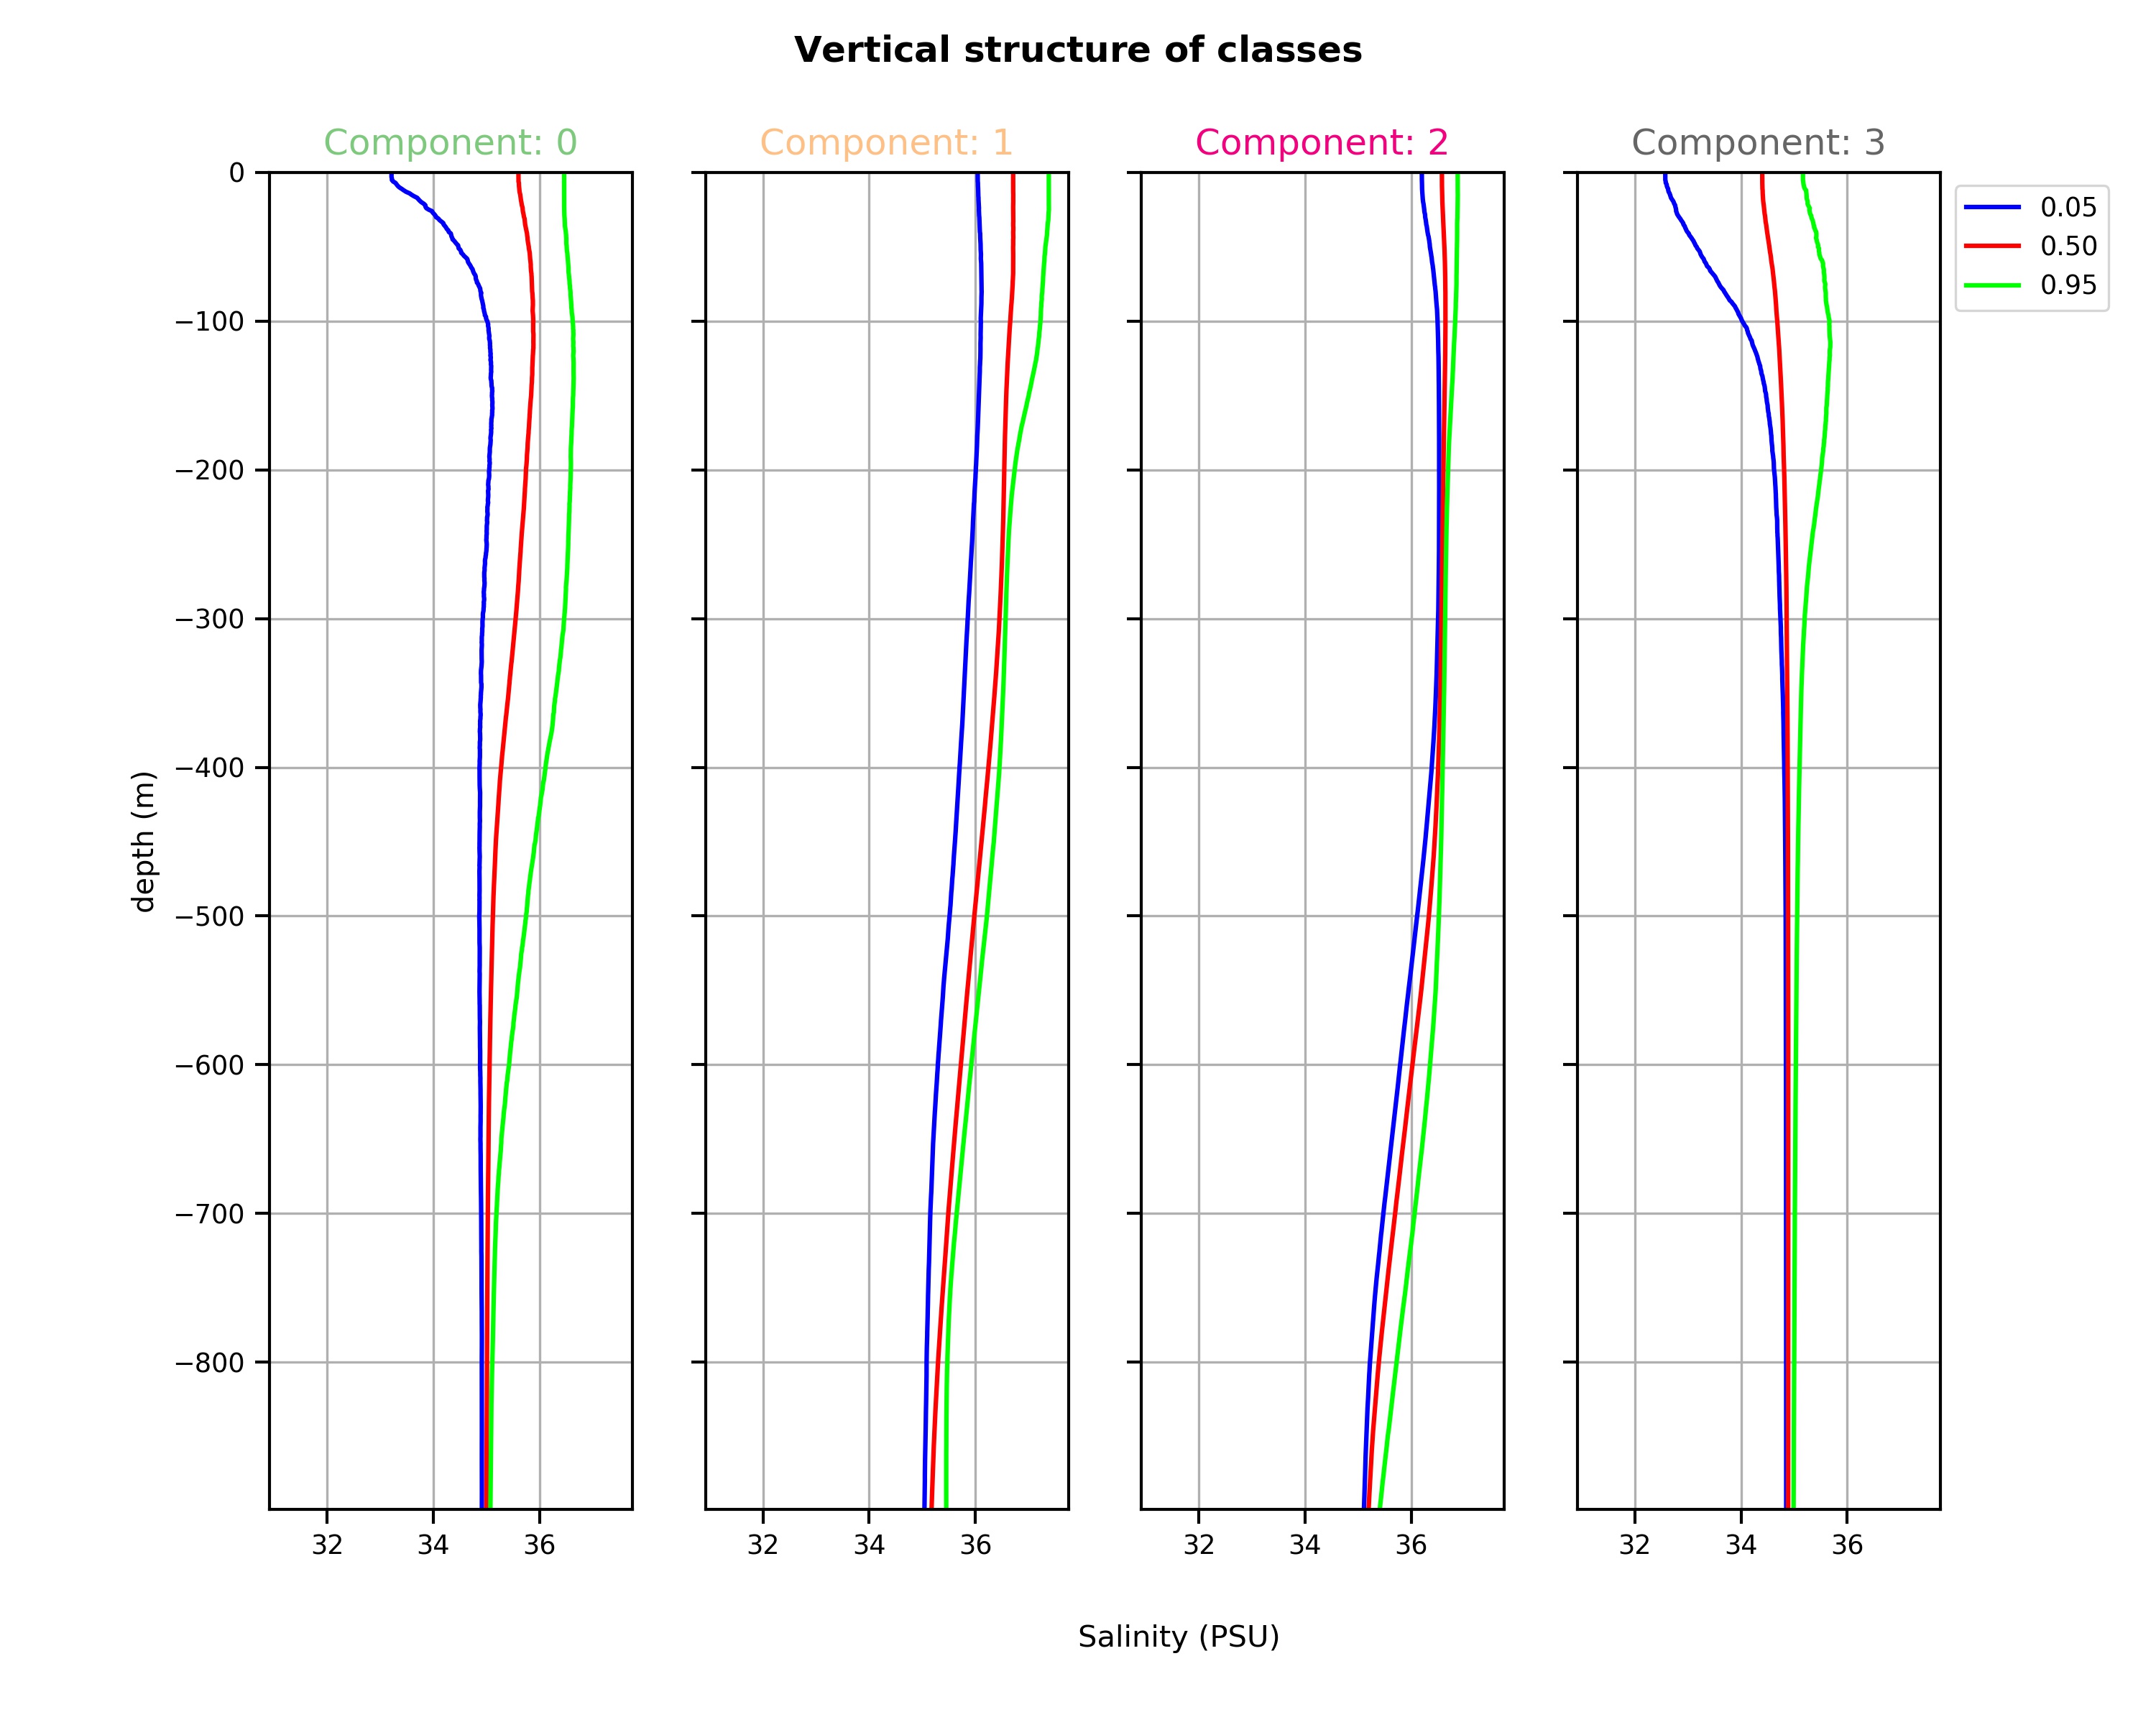 Vertical structure of classes
Component: 0
Component: 1
Component: 2
Component: 3
0
−100
−200
−300
−400
−500
−600
−700
−800
depth (m)
32 34 36
32 34 36
32 34 36
32 34 36
Salinity (PSU)
0.05
0.50
0.95